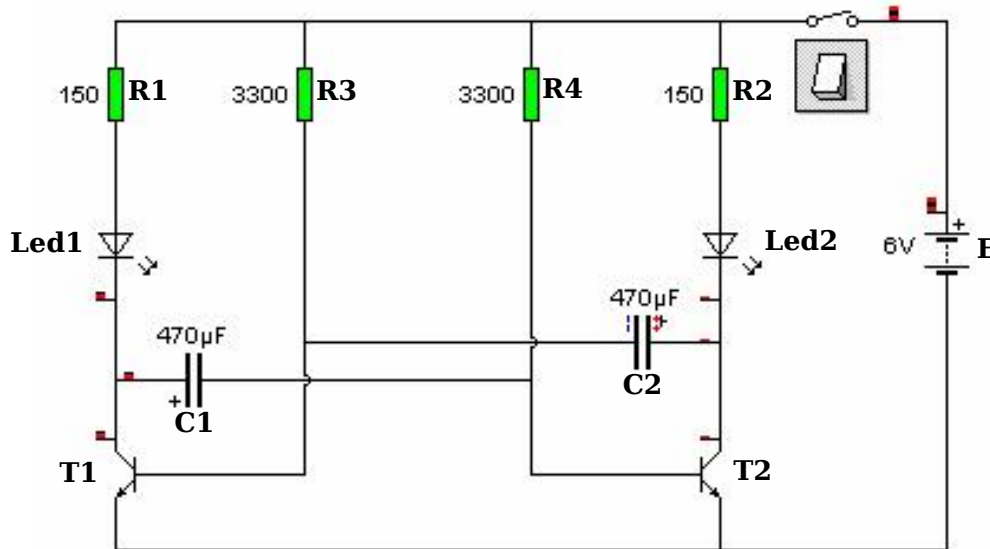 150 R1 3300 R3 3300 R4 150 R2
Led1 Led2
6V + E
470µF
470µF +
C2
+ C1
T1 T2